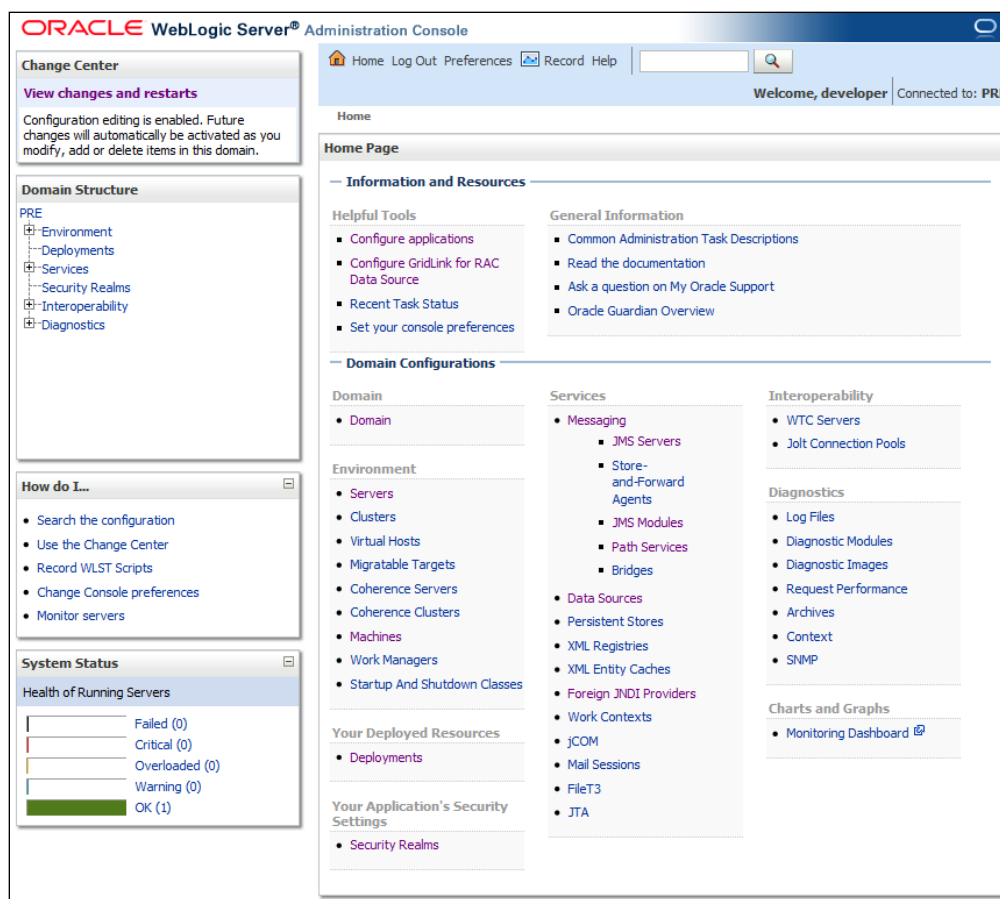 ORACLE WebLogic Server® Administration Console
Change Center
View changes and restarts
Configuration editing is enabled. Future
changes will automatically be activated as you
modify, add or delete items in this domain.
Domain Structure
PRE
Environment
Deployments
Services
Security Realms
Interoperability
Diagnostics
How do I...
Search the configuration
Use the Change Center
Record WLST Scripts
Change Console preferences
Monitor servers
System Status
Health of Running Servers
Failed (0)
Critical (0)
Overloaded (0)
Warning (0)
OK (1)
Home Log Out Preferences Record Help
Welcome, developer Connected to: PR
Home
Home Page
Information and Resources
Helpful Tools
Configure applications
Configure GridLink for RAC
Data Source
Recent Task Status
Set your console preferences
General Information
Common Administration Task Descriptions
Read the documentation
Ask a question on My Oracle Support
Oracle Guardian Overview
Domain Configurations
Domain
Domain
Environment
Servers
Clusters
Virtual Hosts
Migratable Targets
Coherence Servers
Coherence Clusters
Machines
Work Managers
Startup And Shutdown Classes
Your Deployed Resources
Deployments
Your Application's Security
Settings
Security Realms
Services
Messaging
JMS Servers
Store-
and-Forward
Agents
JMS Modules
Path Services
Bridges
Data Sources
Persistent Stores
XML Registries
XML Entity Caches
Foreign JNDI Providers
Work Contexts
jCOM
Mail Sessions
FileT3
JTA
Interoperability
WTC Servers
Jolt Connection Pools
Diagnostics
Log Files
Diagnostic Modules
Diagnostic Images
Request Performance
Archives
Context
SNMP
Charts and Graphs
Monitoring Dashboard